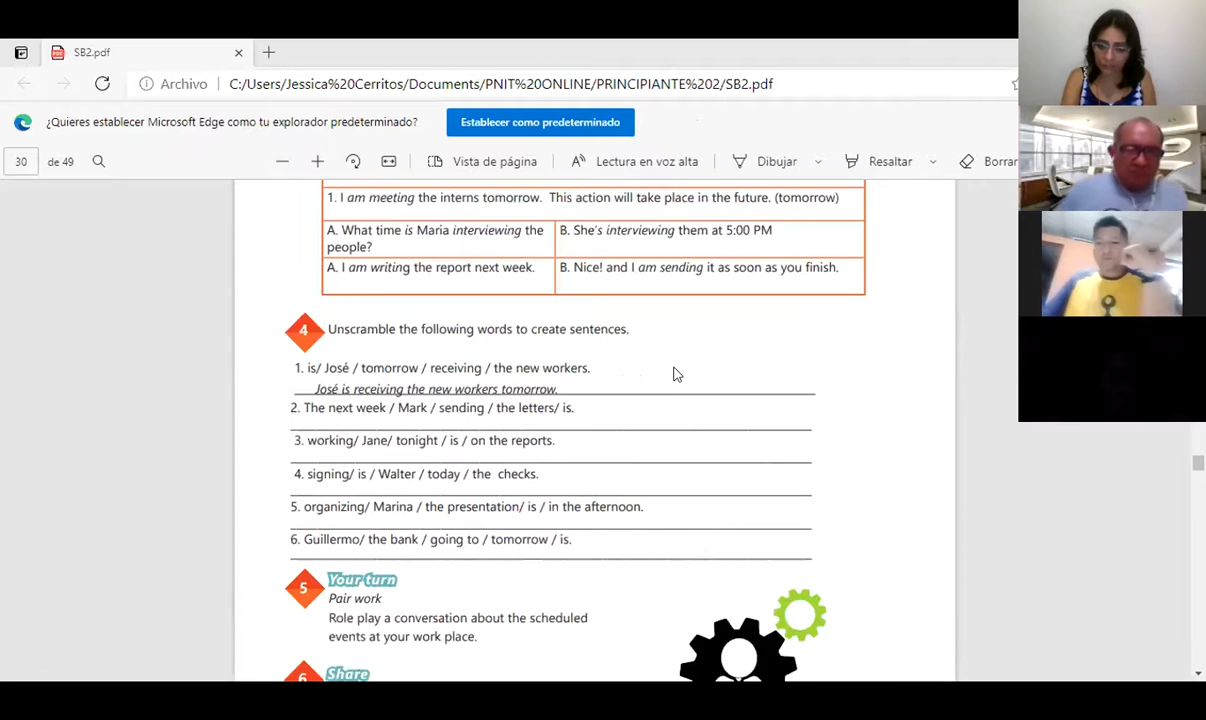 SB2.pdf
Archivo C:/Users/Jessica%20Cerritos/Documents/PNIT%20ONLINE/PRINCIPIANTE%202/SB2.pdf
¿Quieres establecer Microsoft Edge como tu explorador predeterminado? Establecer como predeterminado
30 de 49 Vista de página Lectura en voz alta Dibujar Resaltar Borrar
1. I am meeting the interns tomorrow. This action will take place in the future. (tomorrow)
A. What time is Maria interviewing the people?
B. She's interviewing them at 5:00 PM
A. I am writing the report next week.
B. Nice! and I am sending it as soon as you finish.
4 Unscramble the following words to create sentences.
1. is/ José / tomorrow / receiving / the new workers.
José is receiving the new workers tomorrow.
2. The next week / Mark / sending / the letters/ is.
3. working/ Jane/ tonight / is / on the reports.
4. signing/ is / Walter / today / the checks.
5. organizing/ Marina / the presentation/ is / in the afternoon.
6. Guillermo/ the bank / going to / tomorrow / is.
5 Your turn
Pair work
Role play a conversation about the scheduled
events at your work place.
6 Share